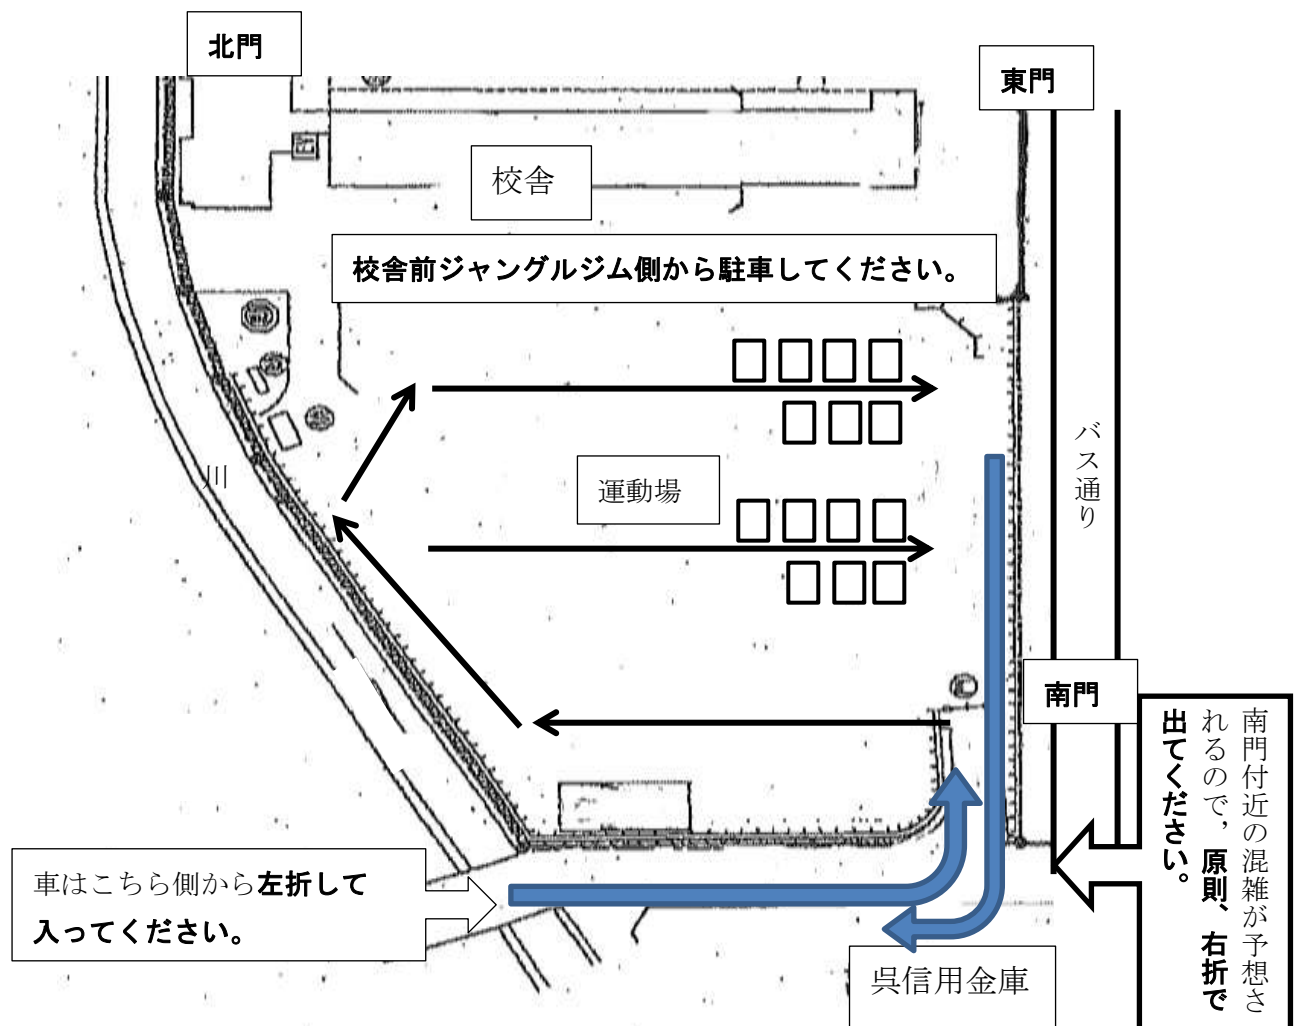 北門
東門
校舎
校舎前ジャングルジム側から駐車してください。
運動場
川
バス通り
南門
南門付近の混雑が予想さ
れるので，原則、右折で
出てください。
車はこちら側から左折して
入ってください。
呉信用金庫